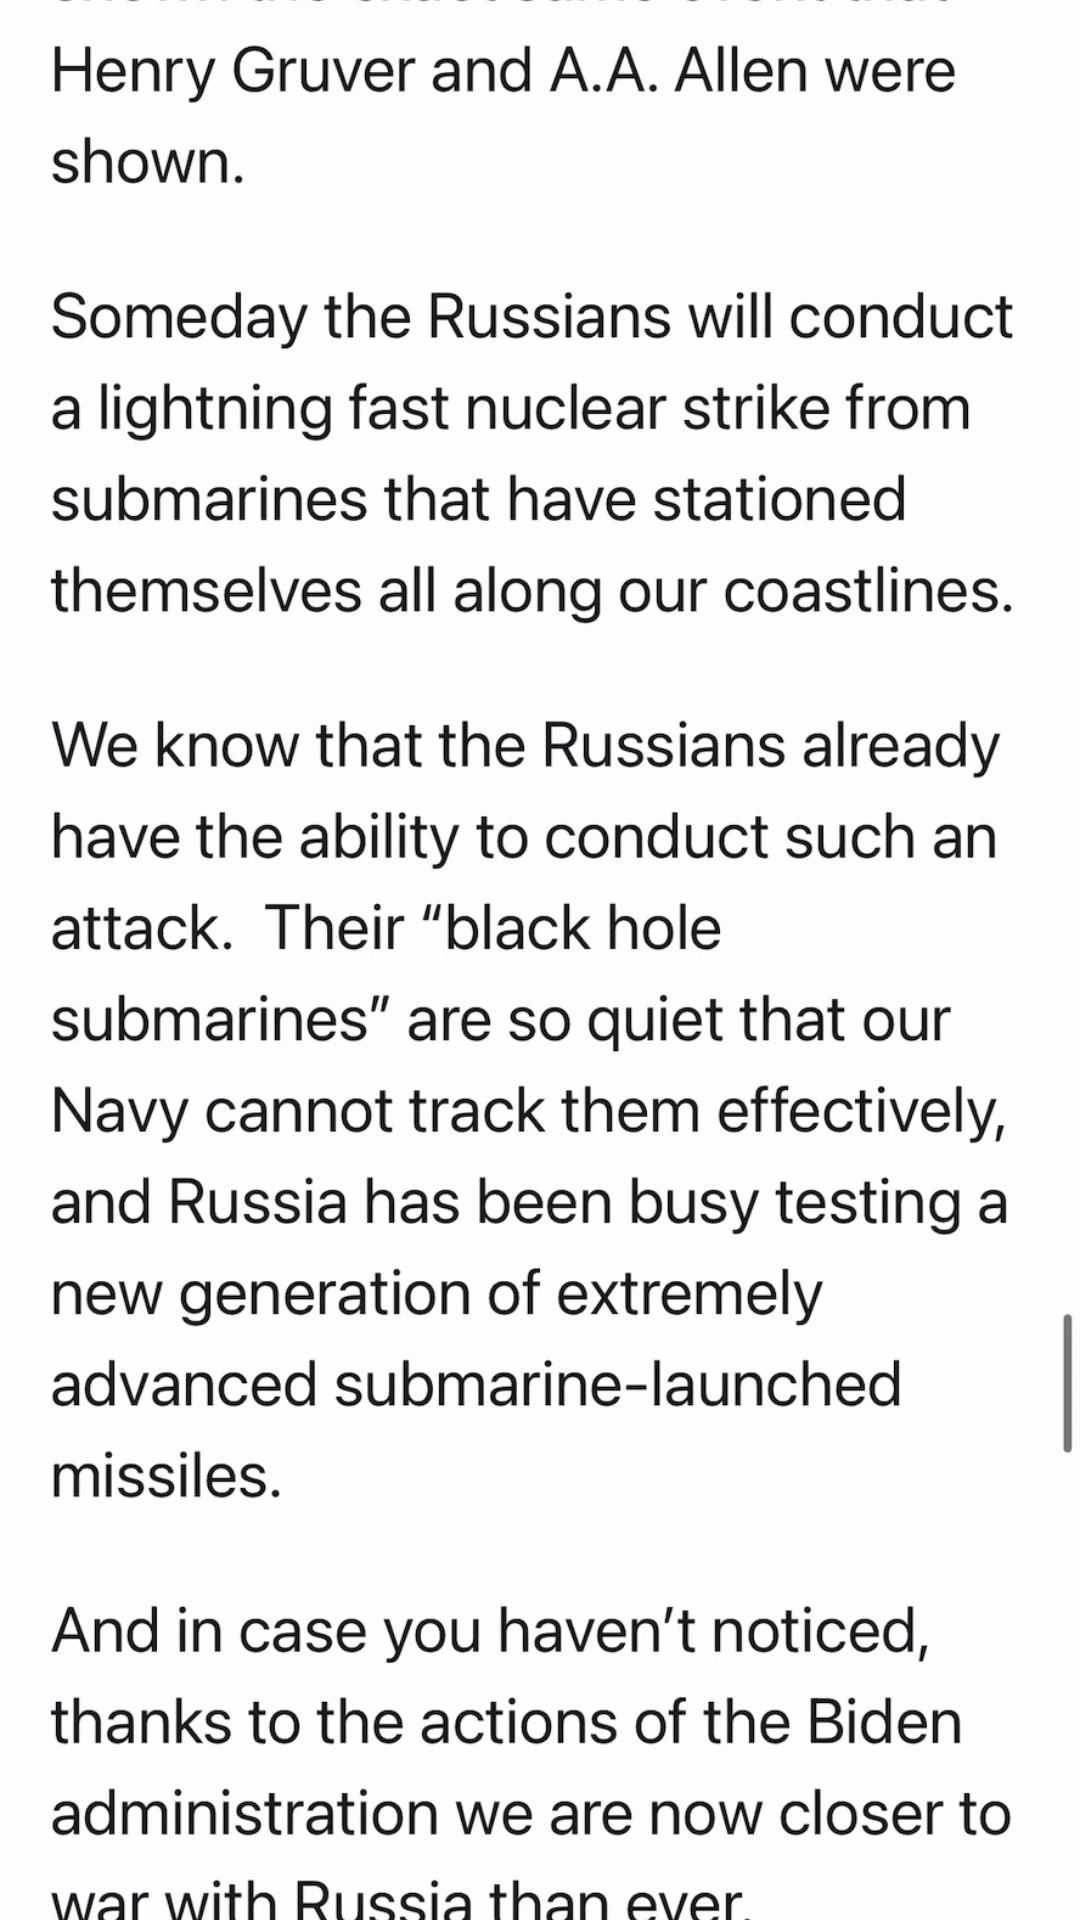 Henry Gruver and A.A. Allen were
shown.
Someday the Russians will conduct
a lightning fast nuclear strike from
submarines that have stationed
themselves all along our coastlines.
We know that the Russians already
have the ability to conduct such an
attack.  Their “black hole
submarines” are so quiet that our
Navy cannot track them effectively,
and Russia has been busy testing a
new generation of extremely
advanced submarine-launched
missiles.
And in case you haven’t noticed,
thanks to the actions of the Biden
administration we are now closer to
war with Russia than ever.